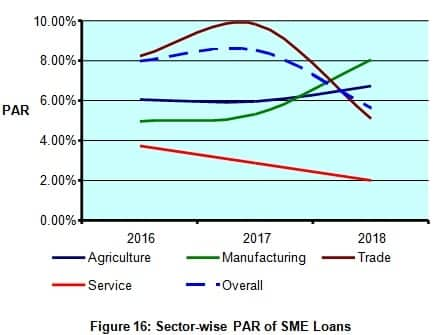 10.00%
8.00%
6.00%
PAR
4.00%
2.00%
0.00%
2016 2017 2018
Agriculture Manufacturing Trade
Service Overall
Figure 16: Sector-wise PAR of SME Loans